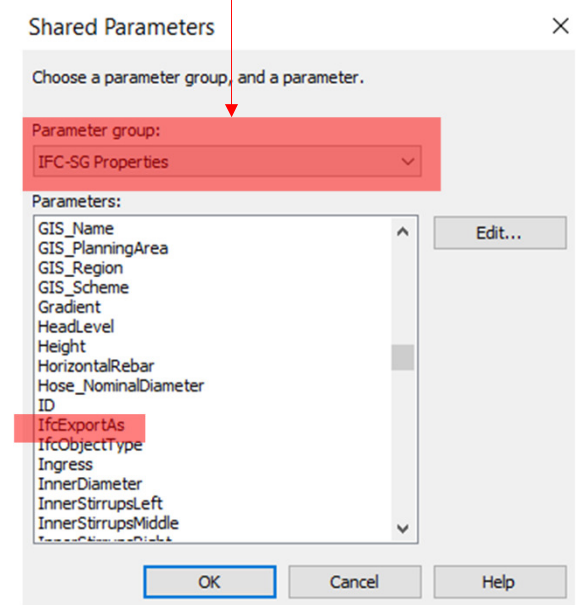 Shared Parameters
Choose a parameter group, and a parameter.
Parameter group:
IFC-SG Properties
Parameters:
GIS_Name
Edit...
GIS_PlanningArea
GIS_Region
GIS_Scheme
Gradient
HeadLevel
Height
HorizontalRebar
Hose_NominalDiameter
ID
IfcExportAs
IfcObjectType
Ingress
InnerDiameter
InnerStirrupsLeft
InnerStirrupsMiddle
OK
Cancel
Help